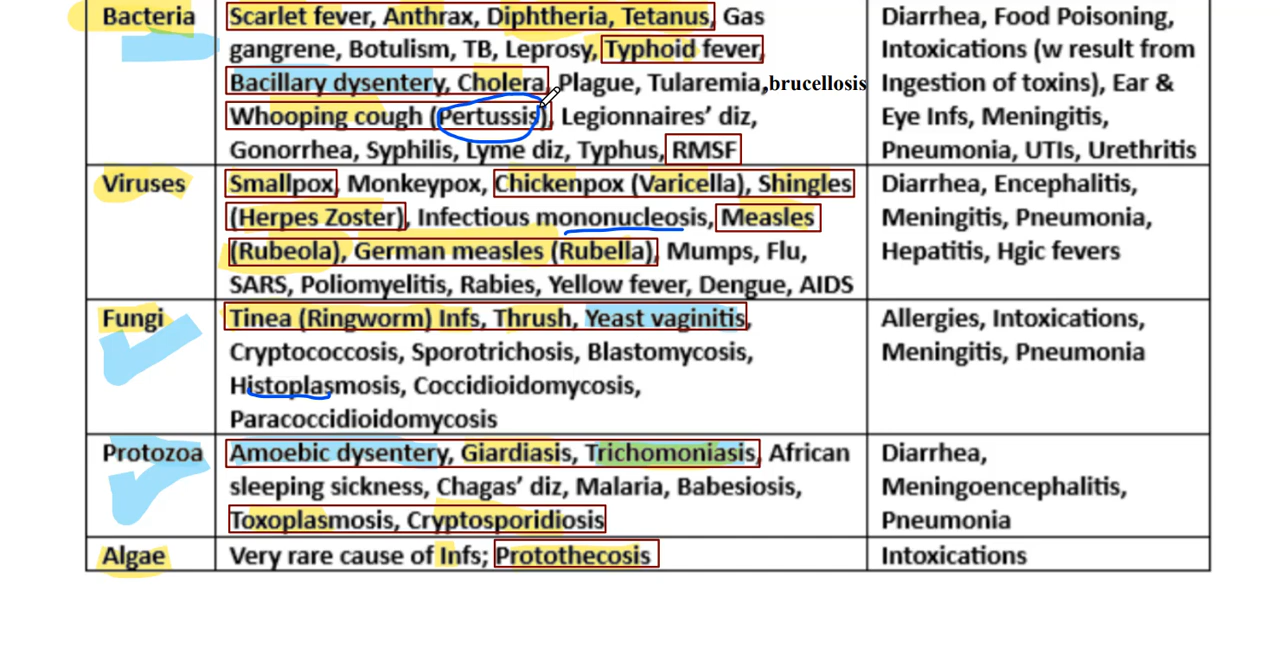 Bacteria
Scarlet fever, Anthrax, Diphtheria, Tetanus, Gas
gangrene, Botulism, TB, Leprosy, Typhoid fever,
Bacillary dysentery, Cholera, Plague, Tularemia,brucellosis
Whooping cough (Pertussis), Legionnaires' diz,
Gonorrhea, Syphilis, Lyme diz, Typhus, RMSF
Diarrhea, Food Poisoning,
Intoxications (w result from
Ingestion of toxins), Ear &
Eye Infs, Meningitis,
Pneumonia, UTIs, Urethritis
Viruses
Smallpox, Monkeypox, Chickenpox (Varicella), Shingles
(Herpes Zoster), Infectious mononucleosis, Measles
(Rubeola), German measles (Rubella), Mumps, Flu,
SARS, Poliomyelitis, Rabies, Yellow fever, Dengue, AIDS
Diarrhea, Encephalitis,
Meningitis, Pneumonia,
Hepatitis, Hgic fevers
Fungi
Tinea (Ringworm) Infs, Thrush, Yeast vaginitis,
Cryptococcosis, Sporotrichosis, Blastomycosis,
Histoplasmosis, Coccidioidomycosis,
Paracoccidioidomycosis
Allergies, Intoxications,
Meningitis, Pneumonia
Protozoa
Amoebic dysentery, Giardiasis, Trichomoniasis, African
sleeping sickness, Chagas' diz, Malaria, Babesiosis,
Toxoplasmosis, Cryptosporidiosis
Diarrhea,
Meningoencephalitis,
Pneumonia
Algae
Very rare cause of Infs; Protothecosis
Intoxications